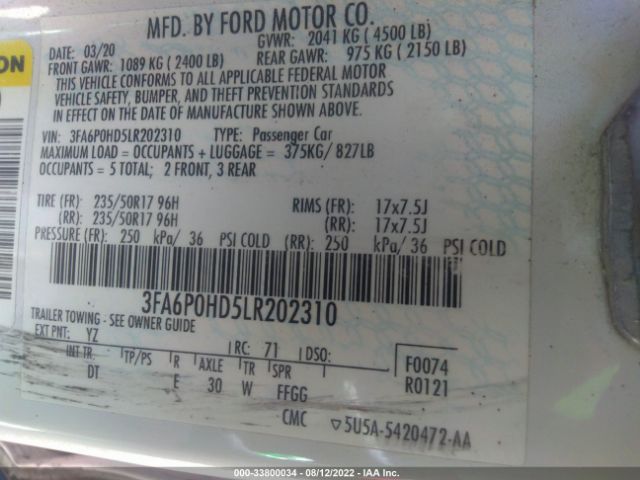 MFD. BY FORD MOTOR CO.
DATE: 03/20 GVWR: 2041 KG ( 4500 LB)
FRONT GAWR: 1089 KG ( 2400 LB) REAR GAWR: 975 KG ( 2150 LB)
THIS VEHICLE CONFORMS TO ALL APPLICABLE FEDERAL MOTOR
VEHICLE SAFETY, BUMPER, AND THEFT PREVENTION STANDARDS
IN EFFECT ON THE DATE OF MANUFACTURE SHOWN ABOVE.
VIN: 3FA6P0HD5LR202310 TYPE: Passenger Car
MAXIMUM LOAD = OCCUPANTS + LUGGAGE = 375KG/ 827LB
OCCUPANTS = 5 TOTAL; 2 FRONT, 3 REAR
TIRE (FR): 235/50R17 96H RIMS (FR): 17x7.5J
(RR): 235/50R17 96H (RR): 17x7.5J
PRESSURE (FR): 250 kPa/ 36 PSI COLD (RR): 250 kPa/ 36 PSI COLD
3FA6P0HD5LR202310
TRAILER TOWING - SEE OWNER GUIDE
EXT PNT: YZ RC: 71 DSO: F0074
INT TR. TP/PS R AXLE TR SPR R0121
DT E 30 W FFGG
CMC ▽5U5A-5420472-AA
000-33800034 - 08/12/2022 - IAA Inc.